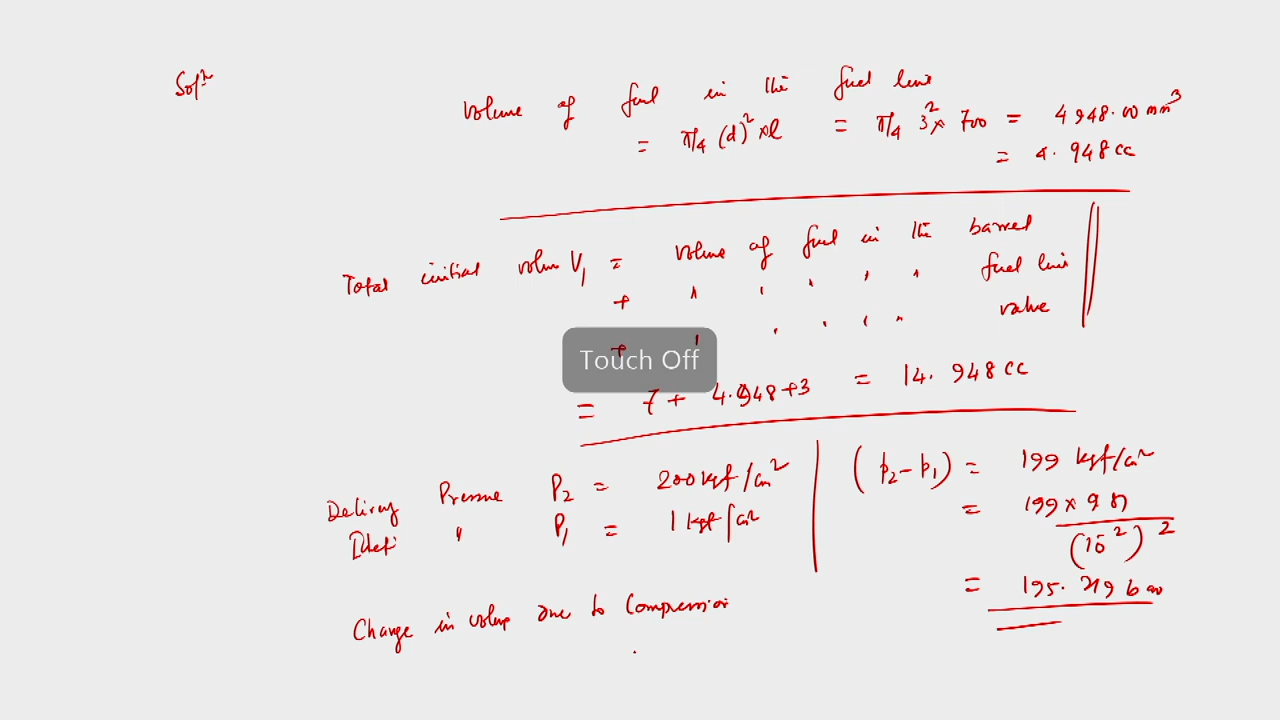 Solⁿ
Volume of fuel in the fuel line
= π/4 (d)² × l = π/4 3² × 700 = 4948.00 mm³
= 4.948 cc
Total initial volume V₁ = Volume of fuel in the barrel
+ " " " " " " fuel line
+ " " " " " valve
Touch Off
= 7 + 4.948 + 3 = 14.948 cc
Delivery Pressure P₂ = 200 kgf/cm²
Inlet " P₁ = 1 kgf/cm²
(p₂ - p₁) = 199 kgf/cm²
= 199 × 9.81 / (10²)²
= 195.219 bar
Change in volume due to Compression